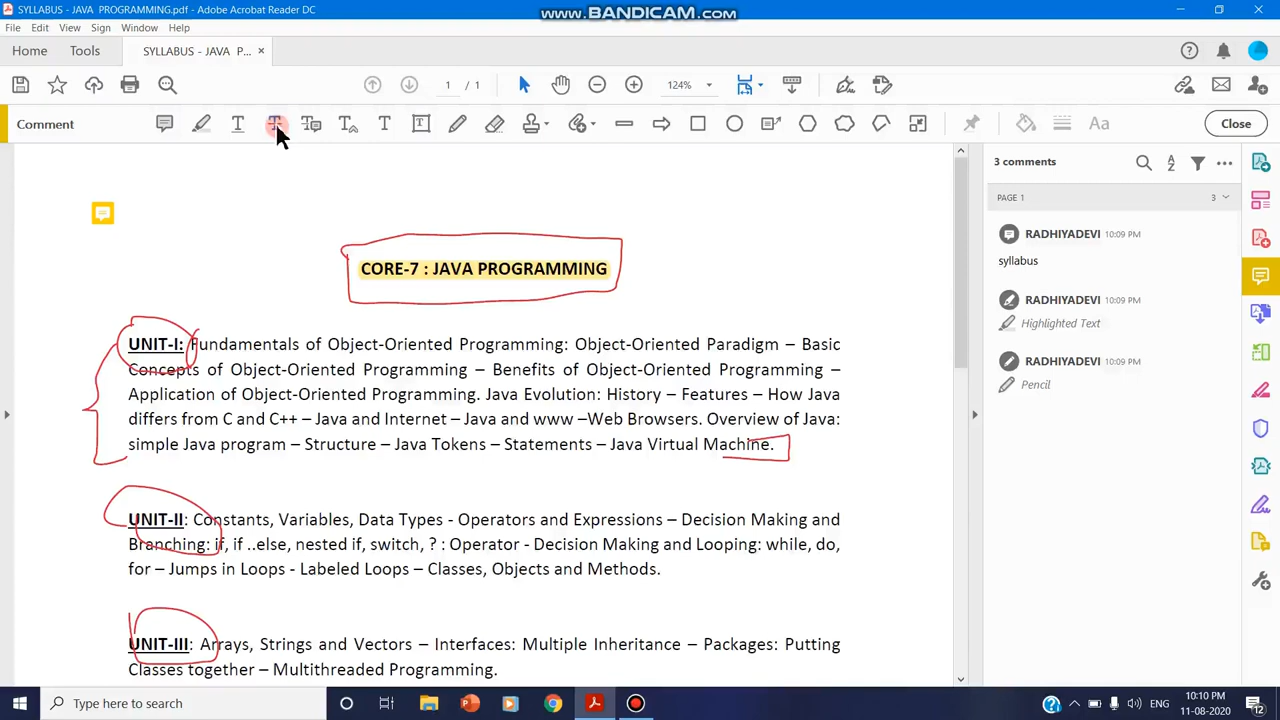 SYLLABUS - JAVA PROGRAMMING.pdf - Adobe Acrobat Reader DC
www.BANDICAM.com
File Edit View Sign Window Help
Home Tools SYLLABUS - JAVA P... ×
1 / 1 124%
Comment Close
3 comments
PAGE 1 3
RADHIYADEVI 10:09 PM
syllabus
RADHIYADEVI 10:09 PM
Highlighted Text
RADHIYADEVI 10:09 PM
Pencil
CORE-7 : JAVA PROGRAMMING
UNIT-I: Fundamentals of Object-Oriented Programming: Object-Oriented Paradigm – Basic
Concepts of Object-Oriented Programming – Benefits of Object-Oriented Programming –
Application of Object-Oriented Programming. Java Evolution: History – Features – How Java
differs from C and C++ – Java and Internet – Java and www –Web Browsers. Overview of Java:
simple Java program – Structure – Java Tokens – Statements – Java Virtual Machine.
UNIT-II: Constants, Variables, Data Types - Operators and Expressions – Decision Making and
Branching: if, if ..else, nested if, switch, ? : Operator - Decision Making and Looping: while, do,
for – Jumps in Loops - Labeled Loops – Classes, Objects and Methods.
UNIT-III: Arrays, Strings and Vectors – Interfaces: Multiple Inheritance – Packages: Putting
Classes together – Multithreaded Programming.
Type here to search
ENG
10:10 PM
11-08-2020
12